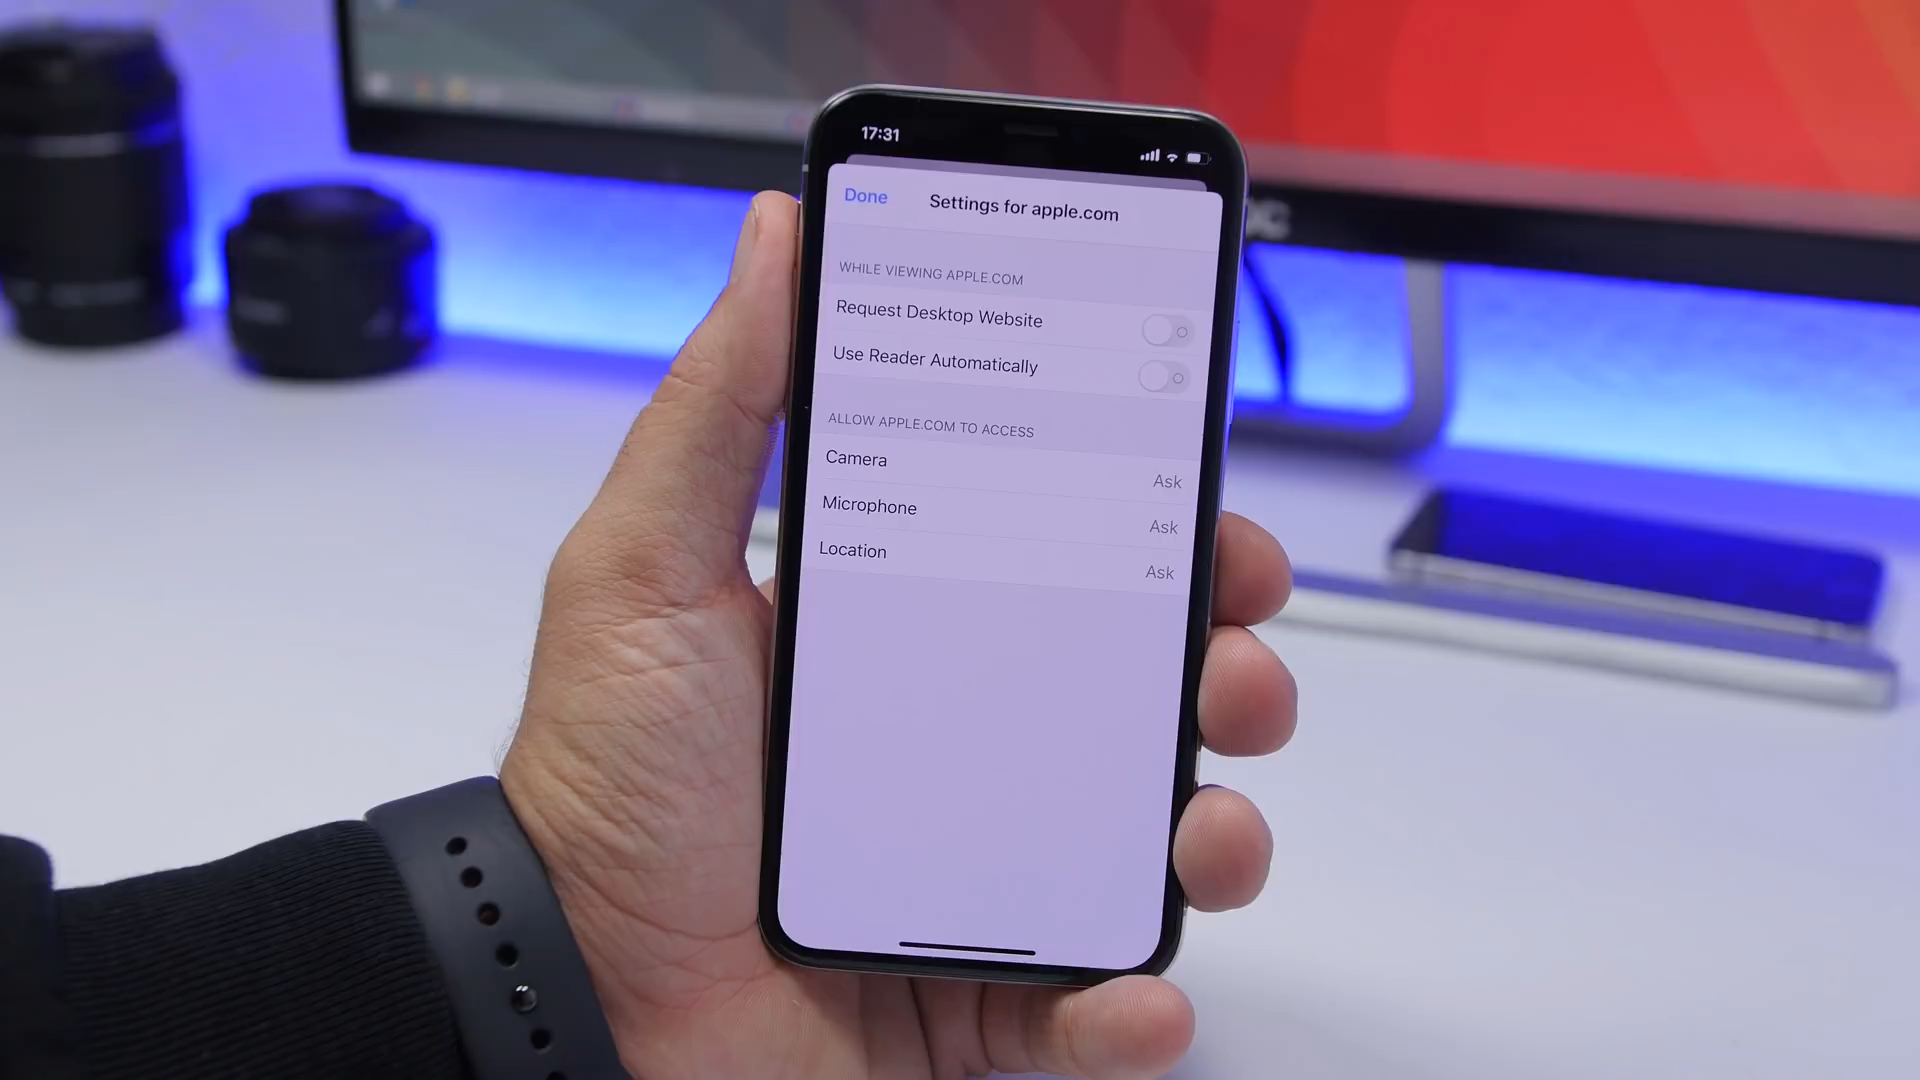 17:31
Done
Settings for apple.com
WHILE VIEWING APPLE.COM
Request Desktop Website
Use Reader Automatically
ALLOW APPLE.COM TO ACCESS
Camera
Ask
Microphone
Ask
Location
Ask